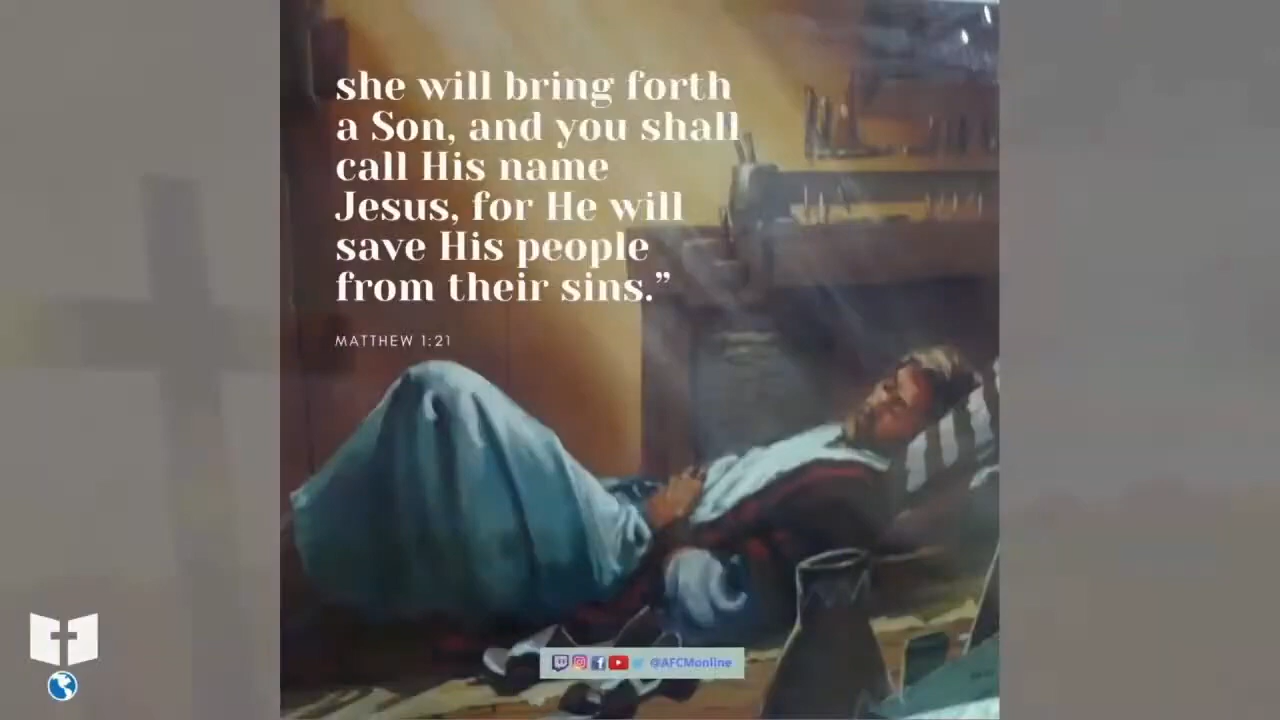 she will bring forth
a Son, and you shall
call His name
Jesus, for He will
save His people
from their sins.”
MATTHEW 1:21
@AFCMonline